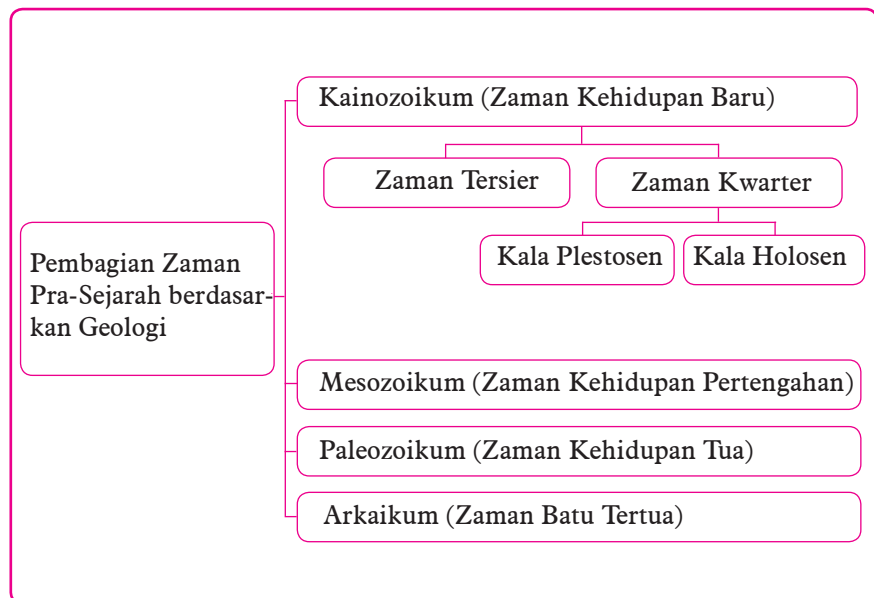 Kainozoikum (Zaman Kehidupan Baru)
Zaman Tersier
Zaman Kwarter
Kala Plestosen
Kala Holosen
Pembagian Zaman
Pra-Sejarah berdasar-
kan Geologi
Mesozoikum (Zaman Kehidupan Pertengahan)
Paleozoikum (Zaman Kehidupan Tua)
Arkaikum (Zaman Batu Tertua)